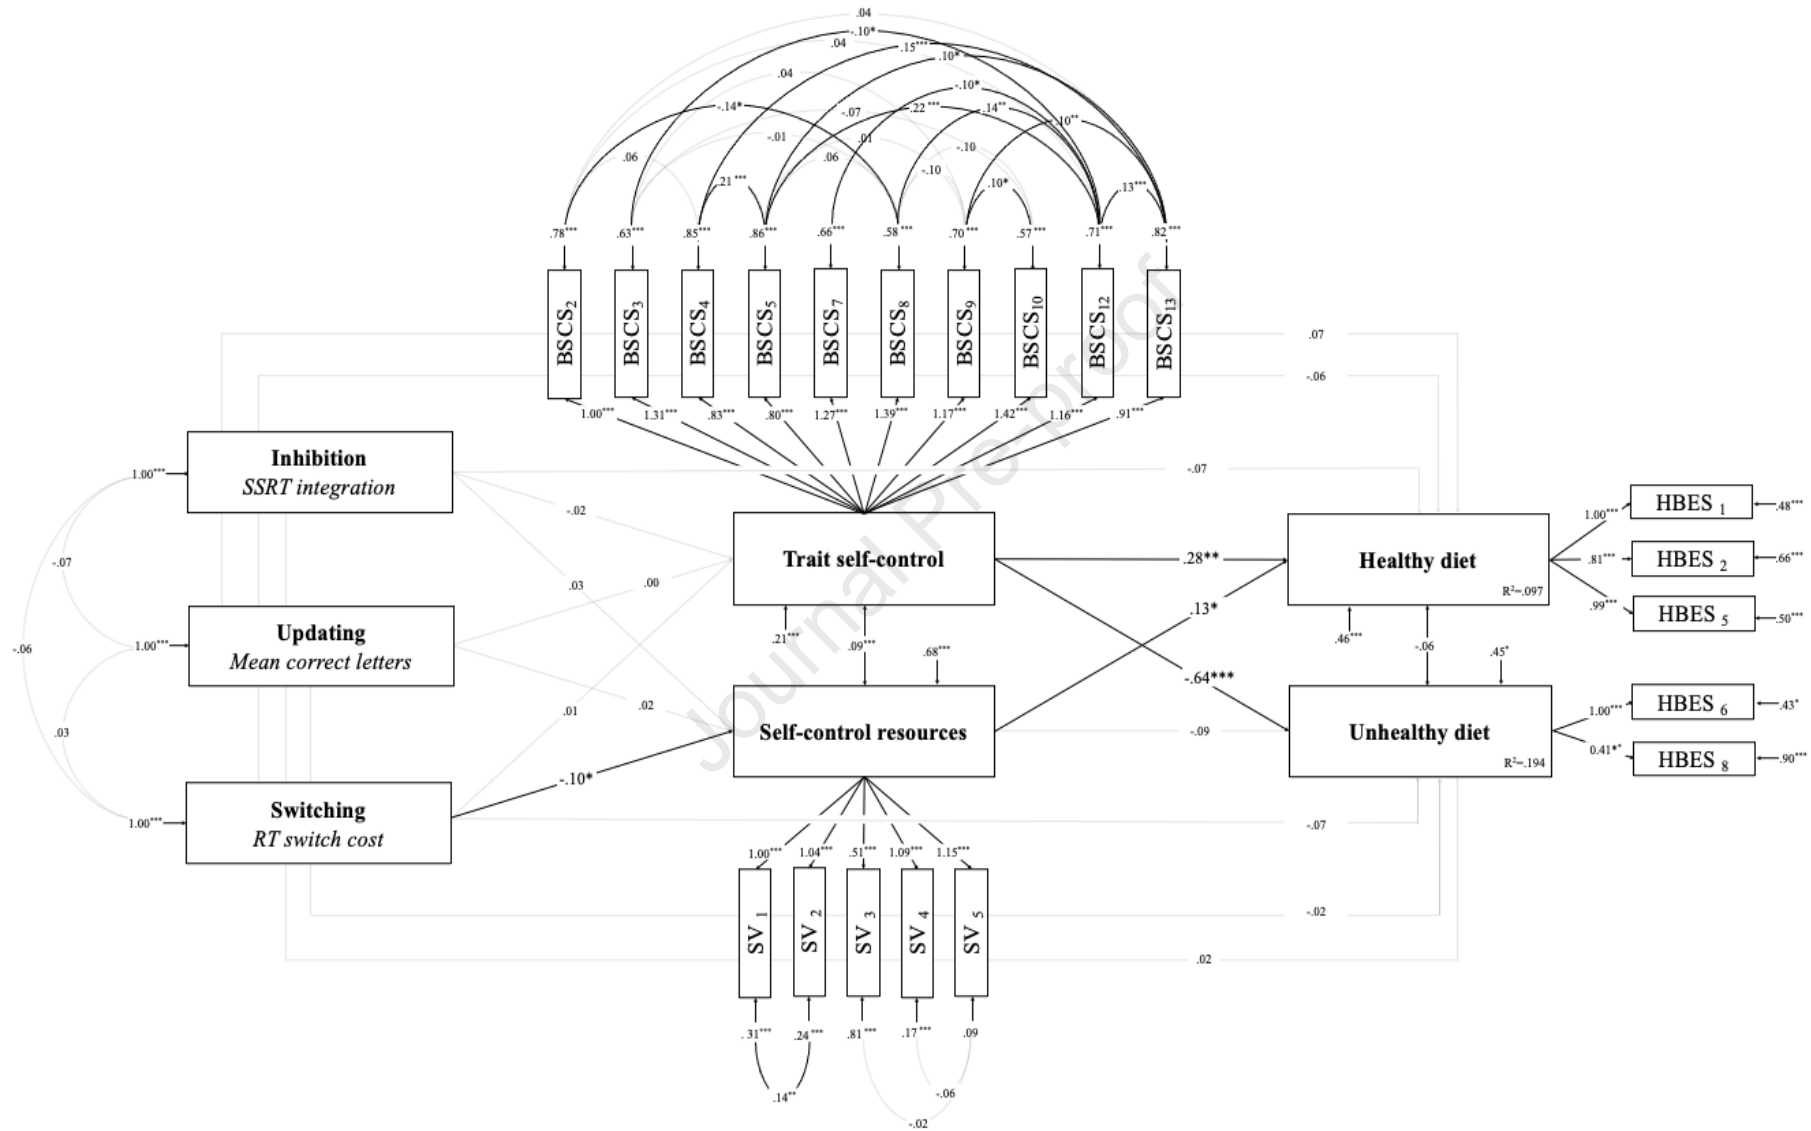 .04
-.10*
.04
.15***
.10*
.04
-.10*
-.14*
.22***
.14**
-.07
.10**
-.01
.01
.06
.06
-.10
-.10
.21***
.10*
.13***
.78***
.63***
.85***
.86***
.66***
.58***
.70***
.57***
.71***
.82***
BSCS2
BSCS3
BSCS4
BSCS5
BSCS7
BSCS8
BSCS9
BSCS10
BSCS12
BSCS13
.07
-.06
1.00***
1.31***
.83***
.80***
1.27***
1.39***
1.17***
1.42***
1.16***
.91***
Inhibition
SSRT integration
1.00***
-.07
-.02
.03
.00
-.07
Trait self-control
.28**
Healthy diet
R²=.097
HBES 1
1.00***
.48***
HBES 2
.81***
.66***
HBES 5
.99***
.50***
.13*
.21***
.09***
.68***
.46***
-.06
.45*
Updating
Mean correct letters
1.00***
-.06
.03
.02
.01
-.64***
Self-control resources
-.09
Unhealthy diet
R²=.194
HBES 6
1.00***
.43*
HBES 8
0.41**
.90***
-.10*
Switching
RT switch cost
1.00***
-.07
1.00***
1.04***
.51***
1.09***
1.15***
SV 1
SV 2
SV 3
SV 4
SV 5
-.02
.02
.31***
.24***
.81***
.17***
.09
.14**
-.06
-.02
Journal Pre-proof